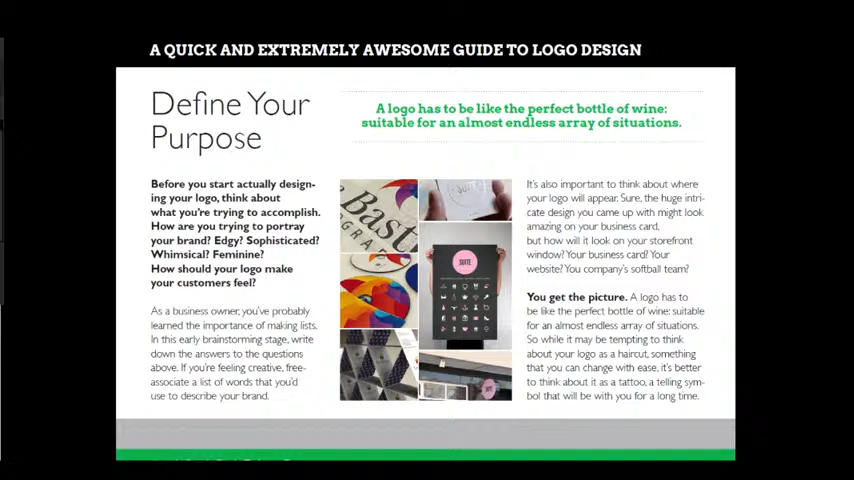 A QUICK AND EXTREMELY AWESOME GUIDE TO LOGO DESIGN
Define Your
Purpose
A logo has to be like the perfect bottle of wine:
suitable for an almost endless array of situations.
Before you start actually design-
ing your logo, think about
what you're trying to accomplish.
How are you trying to portray
your brand? Edgy? Sophisticated?
Whimsical? Feminine?
How should your logo make
your customers feel?
As a business owner, you've probably
learned the importance of making lists.
In this early brainstorming stage, write
down the answers to the questions
above. If you're feeling creative, free-
associate a list of words that you'd
use to describe your brand.
Bast
OGRA
SUITE
SUITE
It's also important to think about where
your logo will appear. Sure, the huge intri-
cate design you came up with might look
amazing on your business card,
but how will it look on your storefront
window? Your business card? Your
website? You company's softball team?
You get the picture. A logo has to
be like the perfect bottle of wine: suitable
for an almost endless array of situations.
So while it may be tempting to think
about your logo as a haircut, something
that you can change with ease, it's better
to think about it as a tattoo, a telling sym-
bol that will be with you for a long time.